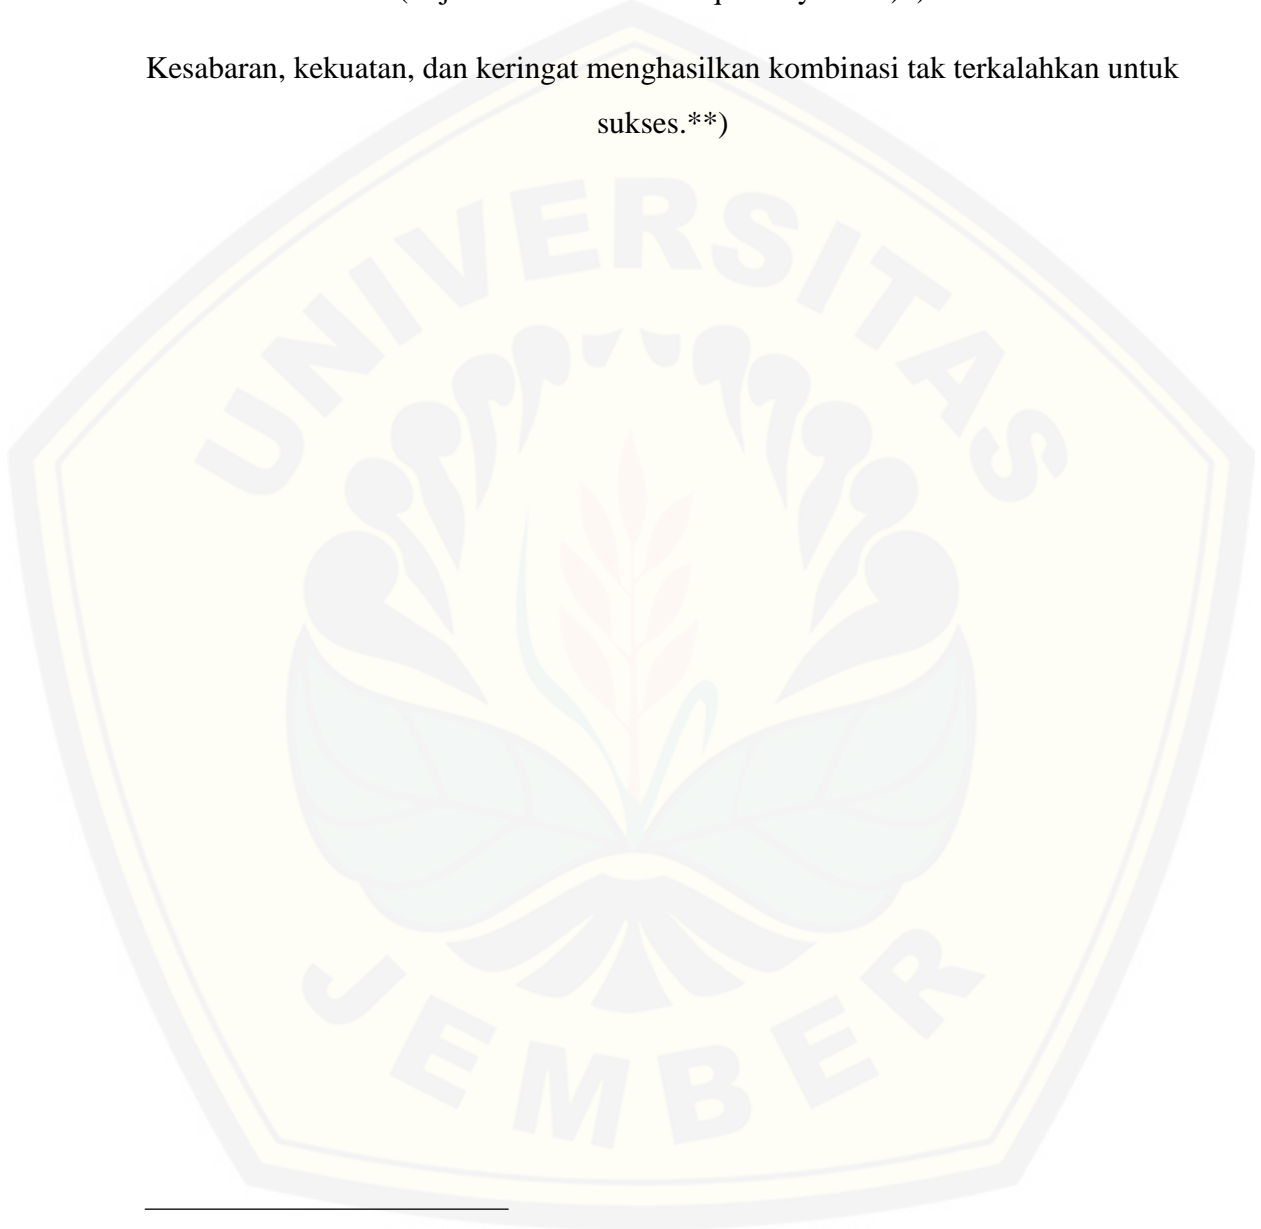 Kesabaran, kekuatan, dan keringat menghasilkan kombinasi tak terkalahkan untuk
sukses.**)
UNIVERSITAS
JEMBER